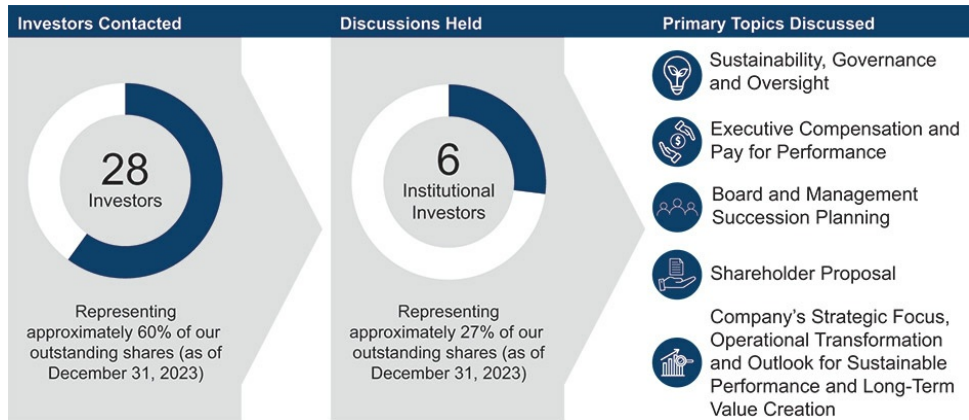 Investors Contacted
28
Investors
Representing
approximately 60% of our
outstanding shares (as of
December 31, 2023)
Discussions Held
6
Institutional
Investors
Representing
approximately 27% of our
outstanding shares (as of
December 31, 2023)
Primary Topics Discussed
Sustainability, Governance
and Oversight
$
Executive Compensation and
Pay for Performance
Board and Management
Succession Planning
Shareholder Proposal
Company’s Strategic Focus,
Operational Transformation
and Outlook for Sustainable
Performance and Long-Term
Value Creation